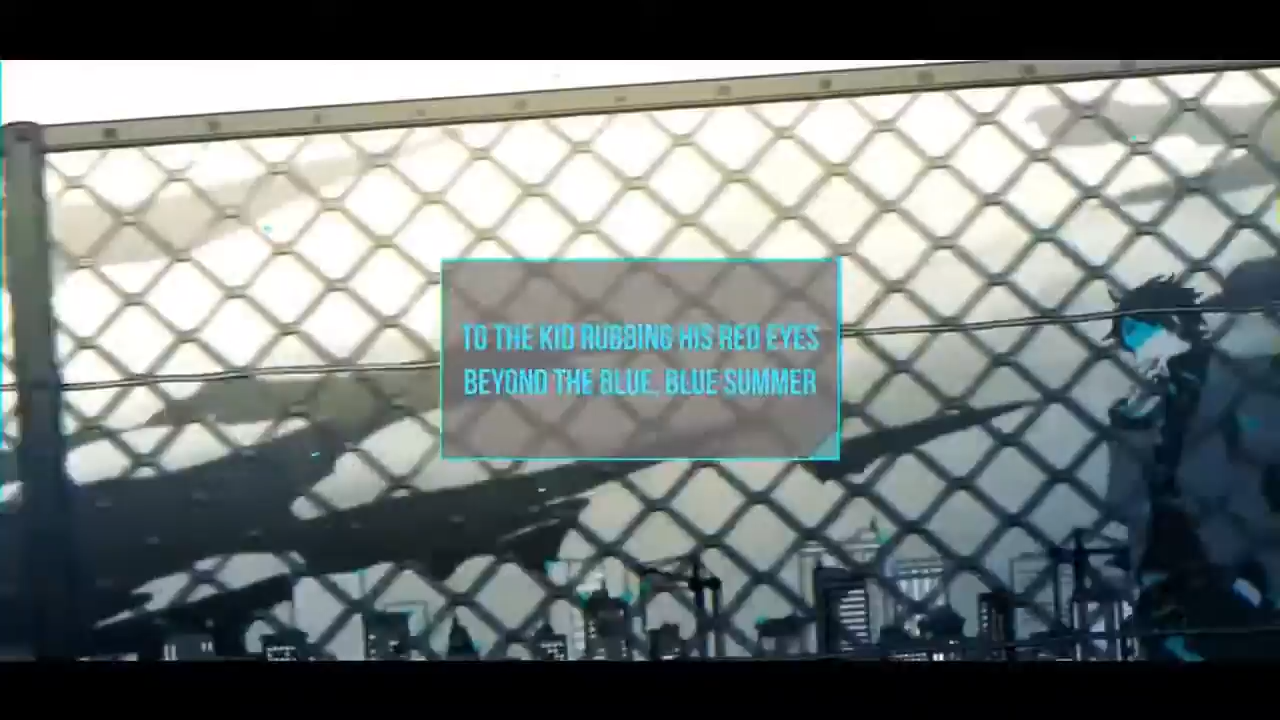 TO THE KID RUBBING HIS RED EYES
BEYOND THE BLUE, BLUE SUMMER